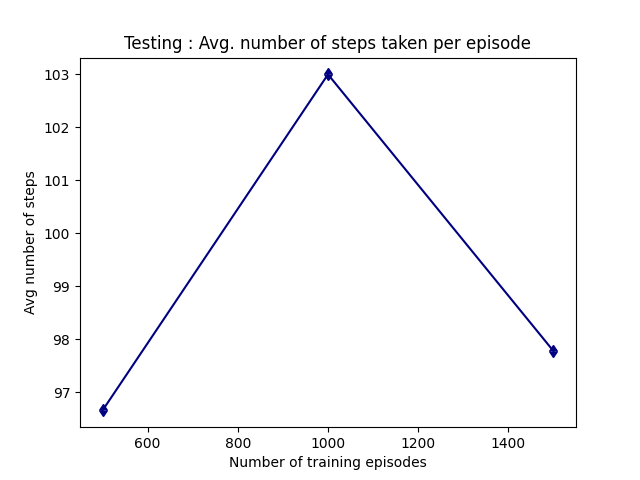 Testing : Avg. number of steps taken per episode
103
102
101
100
99
98
97
Avg number of steps
600 800 1000 1200 1400
Number of training episodes